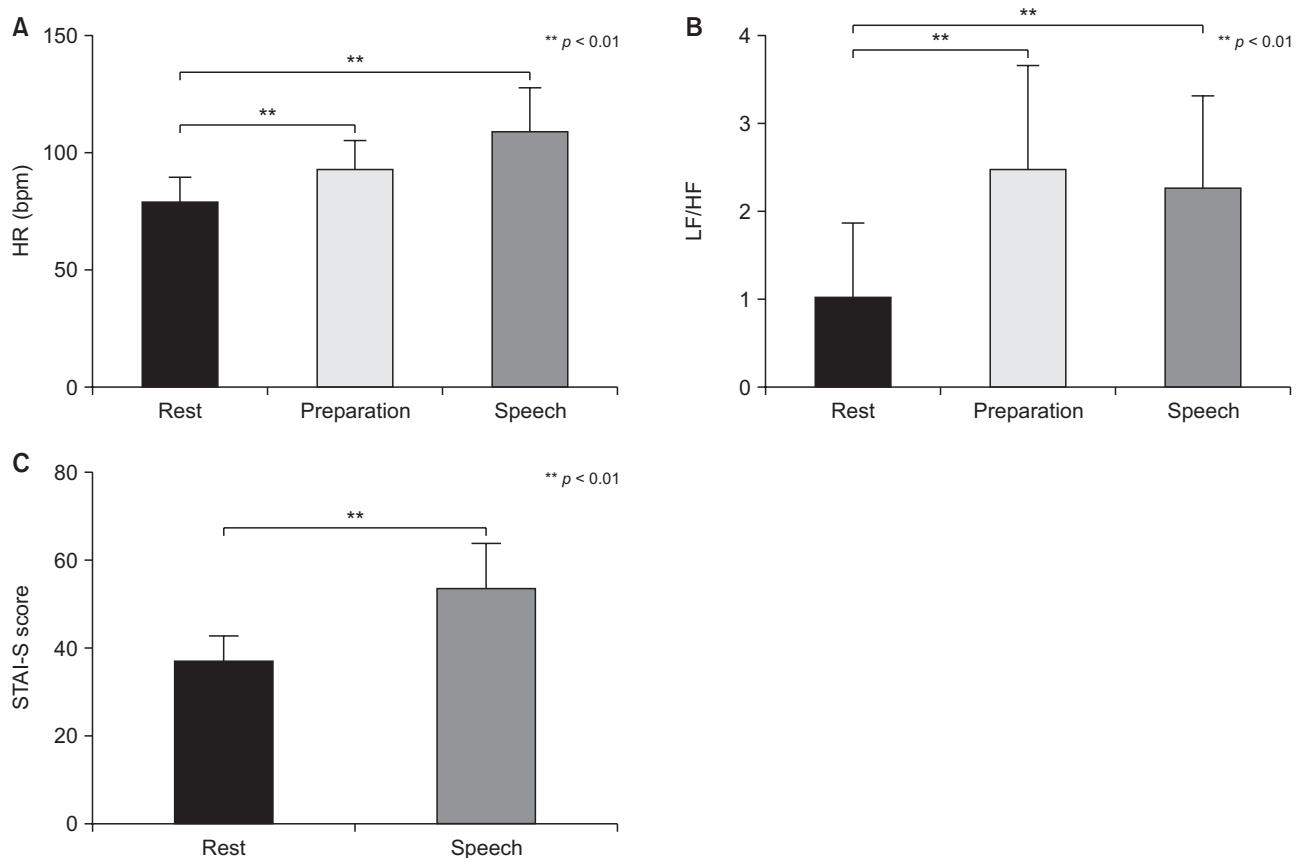 A
150
100
50
0
HR (bpm)
** p < 0.01
**
**
Rest Preparation Speech
B
4
3
2
1
0
LF/HF
** p < 0.01
**
**
Rest Preparation Speech
C
80
60
40
20
0
STAI-S score
** p < 0.01
**
Rest Speech